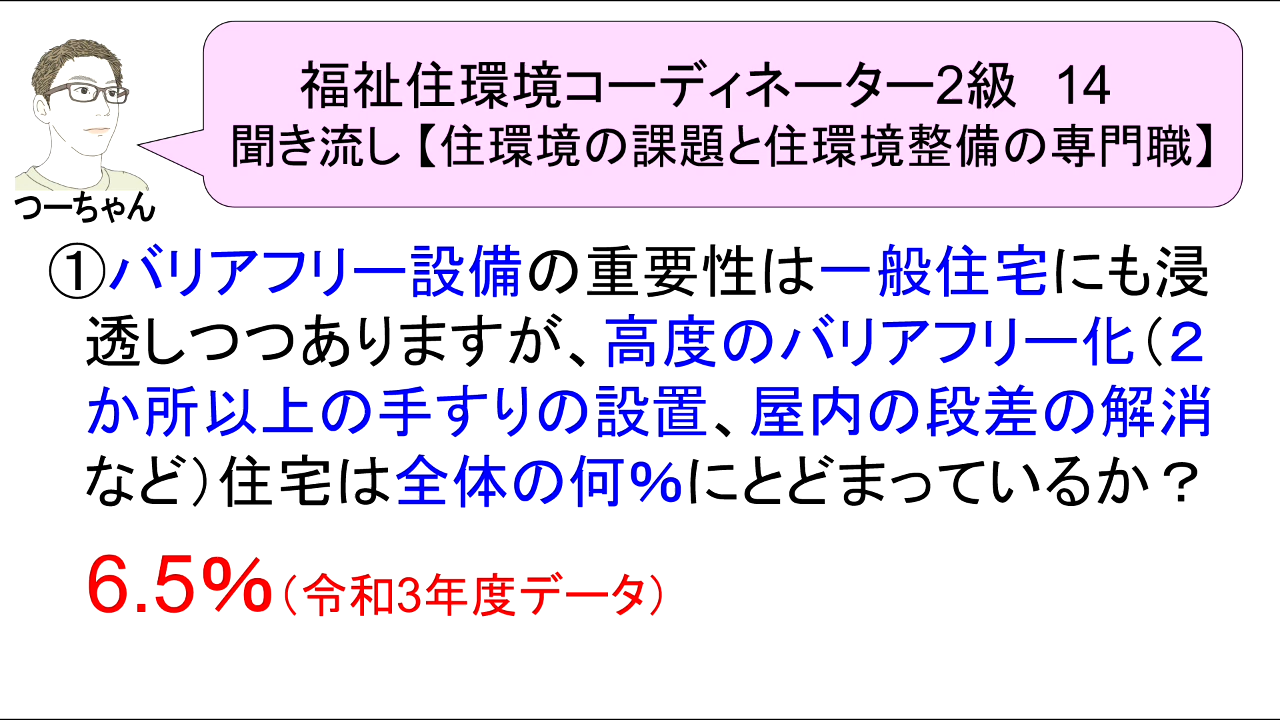 福祉住環境コーディネーター2級　14
聞き流し【住環境の課題と住環境整備の専門職】
つーちゃん
①バリアフリー設備の重要性は一般住宅にも浸
透しつつありますが、高度のバリアフリー化（２
か所以上の手すりの設置、屋内の段差の解消
など）住宅は全体の何％にとどまっているか？
6.5%（令和3年度データ）